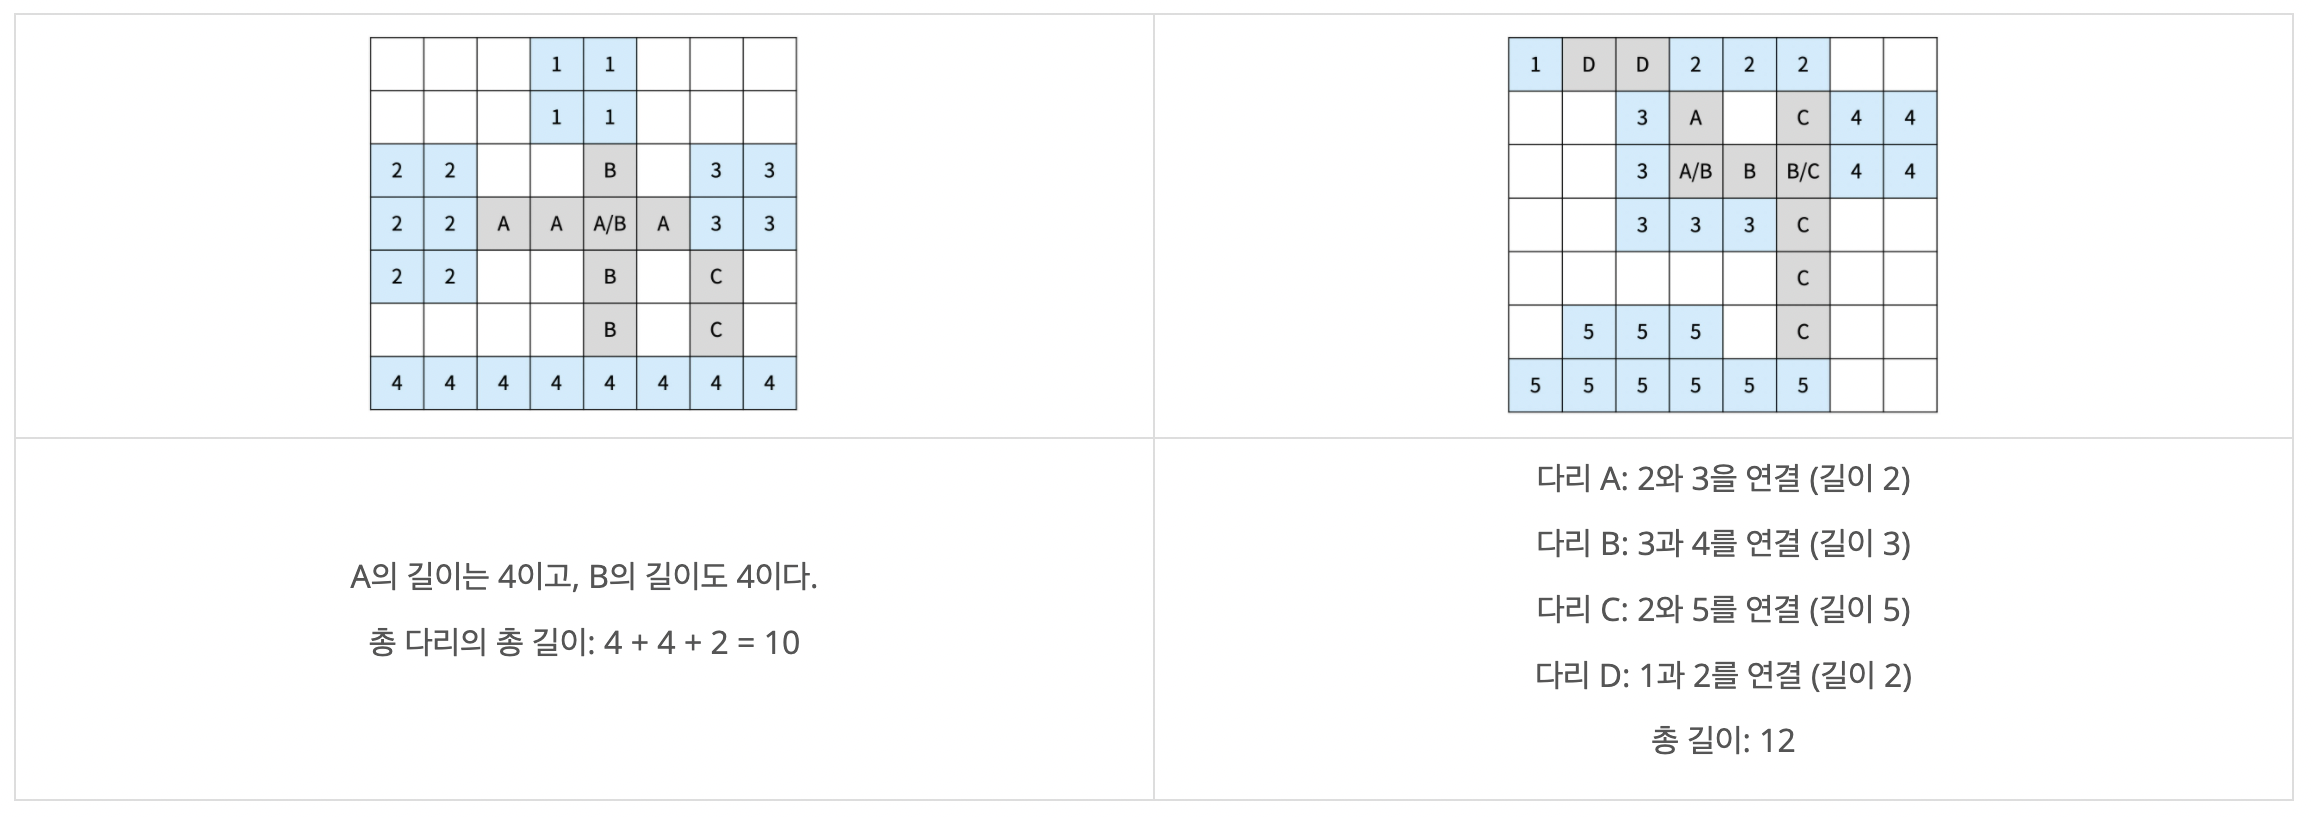 1 1
1 1
2 2 B 3 3
2 2 A A A/B A 3 3
2 2 B C
B C
4 4 4 4 4 4 4 4
1 D D 2 2 2
3 A C 4 4
3 A/B B B/C 4 4
3 3 3 C
C
5 5 5 C
5 5 5 5 5 5
A의 길이는 4이고, B의 길이도 4이다.
총 다리의 총 길이: 4 + 4 + 2 = 10
다리 A: 2와 3을 연결 (길이 2)
다리 B: 3과 4를 연결 (길이 3)
다리 C: 2와 5를 연결 (길이 5)
다리 D: 1과 2를 연결 (길이 2)
총 길이: 12